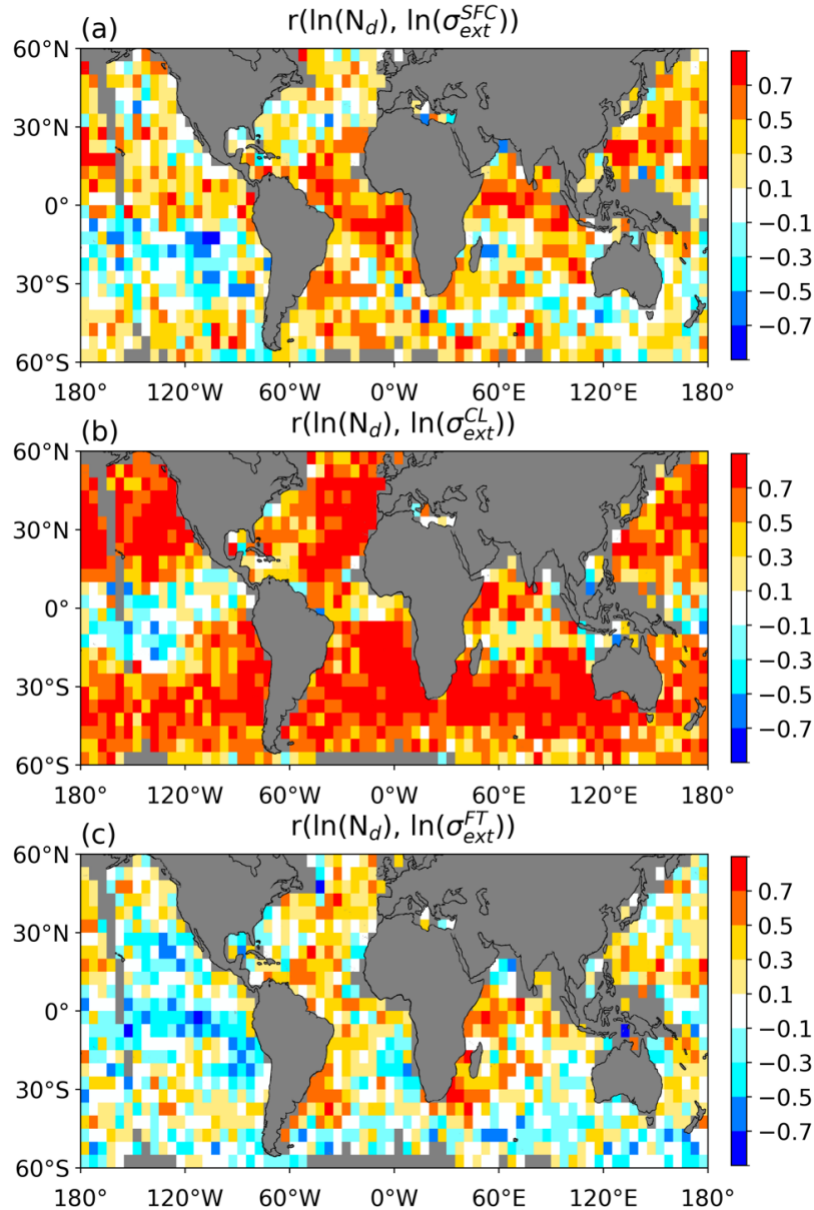 (a) r(ln(N_d), ln(σ_ext^SFC))
60°N
30°N
0°
30°S
60°S
180° 120°W 60°W 0°W 60°E 120°E 180°
0.7
0.5
0.3
0.1
−0.1
−0.3
−0.5
−0.7
(b) r(ln(N_d), ln(σ_ext^CL))
60°N
30°N
0°
30°S
60°S
180° 120°W 60°W 0°W 60°E 120°E 180°
0.7
0.5
0.3
0.1
−0.1
−0.3
−0.5
−0.7
(c) r(ln(N_d), ln(σ_ext^FT))
60°N
30°N
0°
30°S
60°S
180° 120°W 60°W 0°W 60°E 120°E 180°
0.7
0.5
0.3
0.1
−0.1
−0.3
−0.5
−0.7